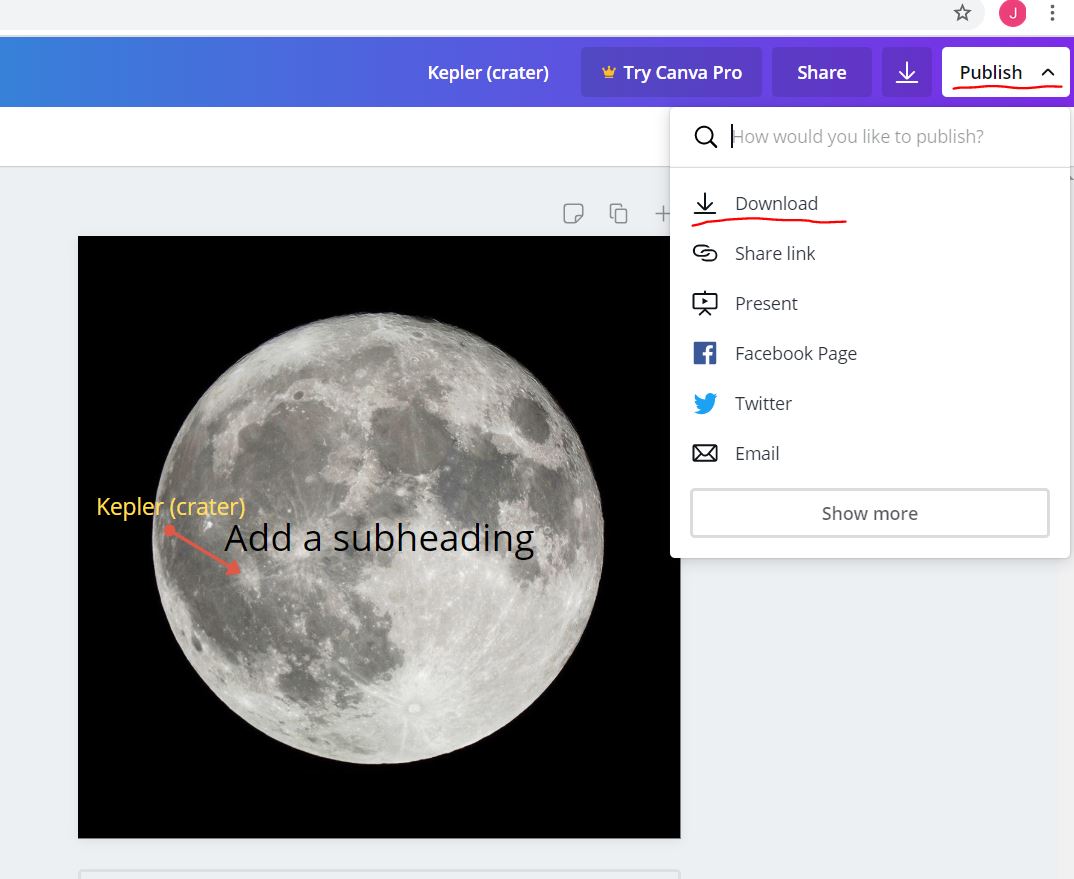 J
Kepler (crater)
Try Canva Pro
Share
Publish
How would you like to publish?
Download
Share link
Present
Facebook Page
Twitter
Email
Show more
Kepler (crater)
Add a subheading